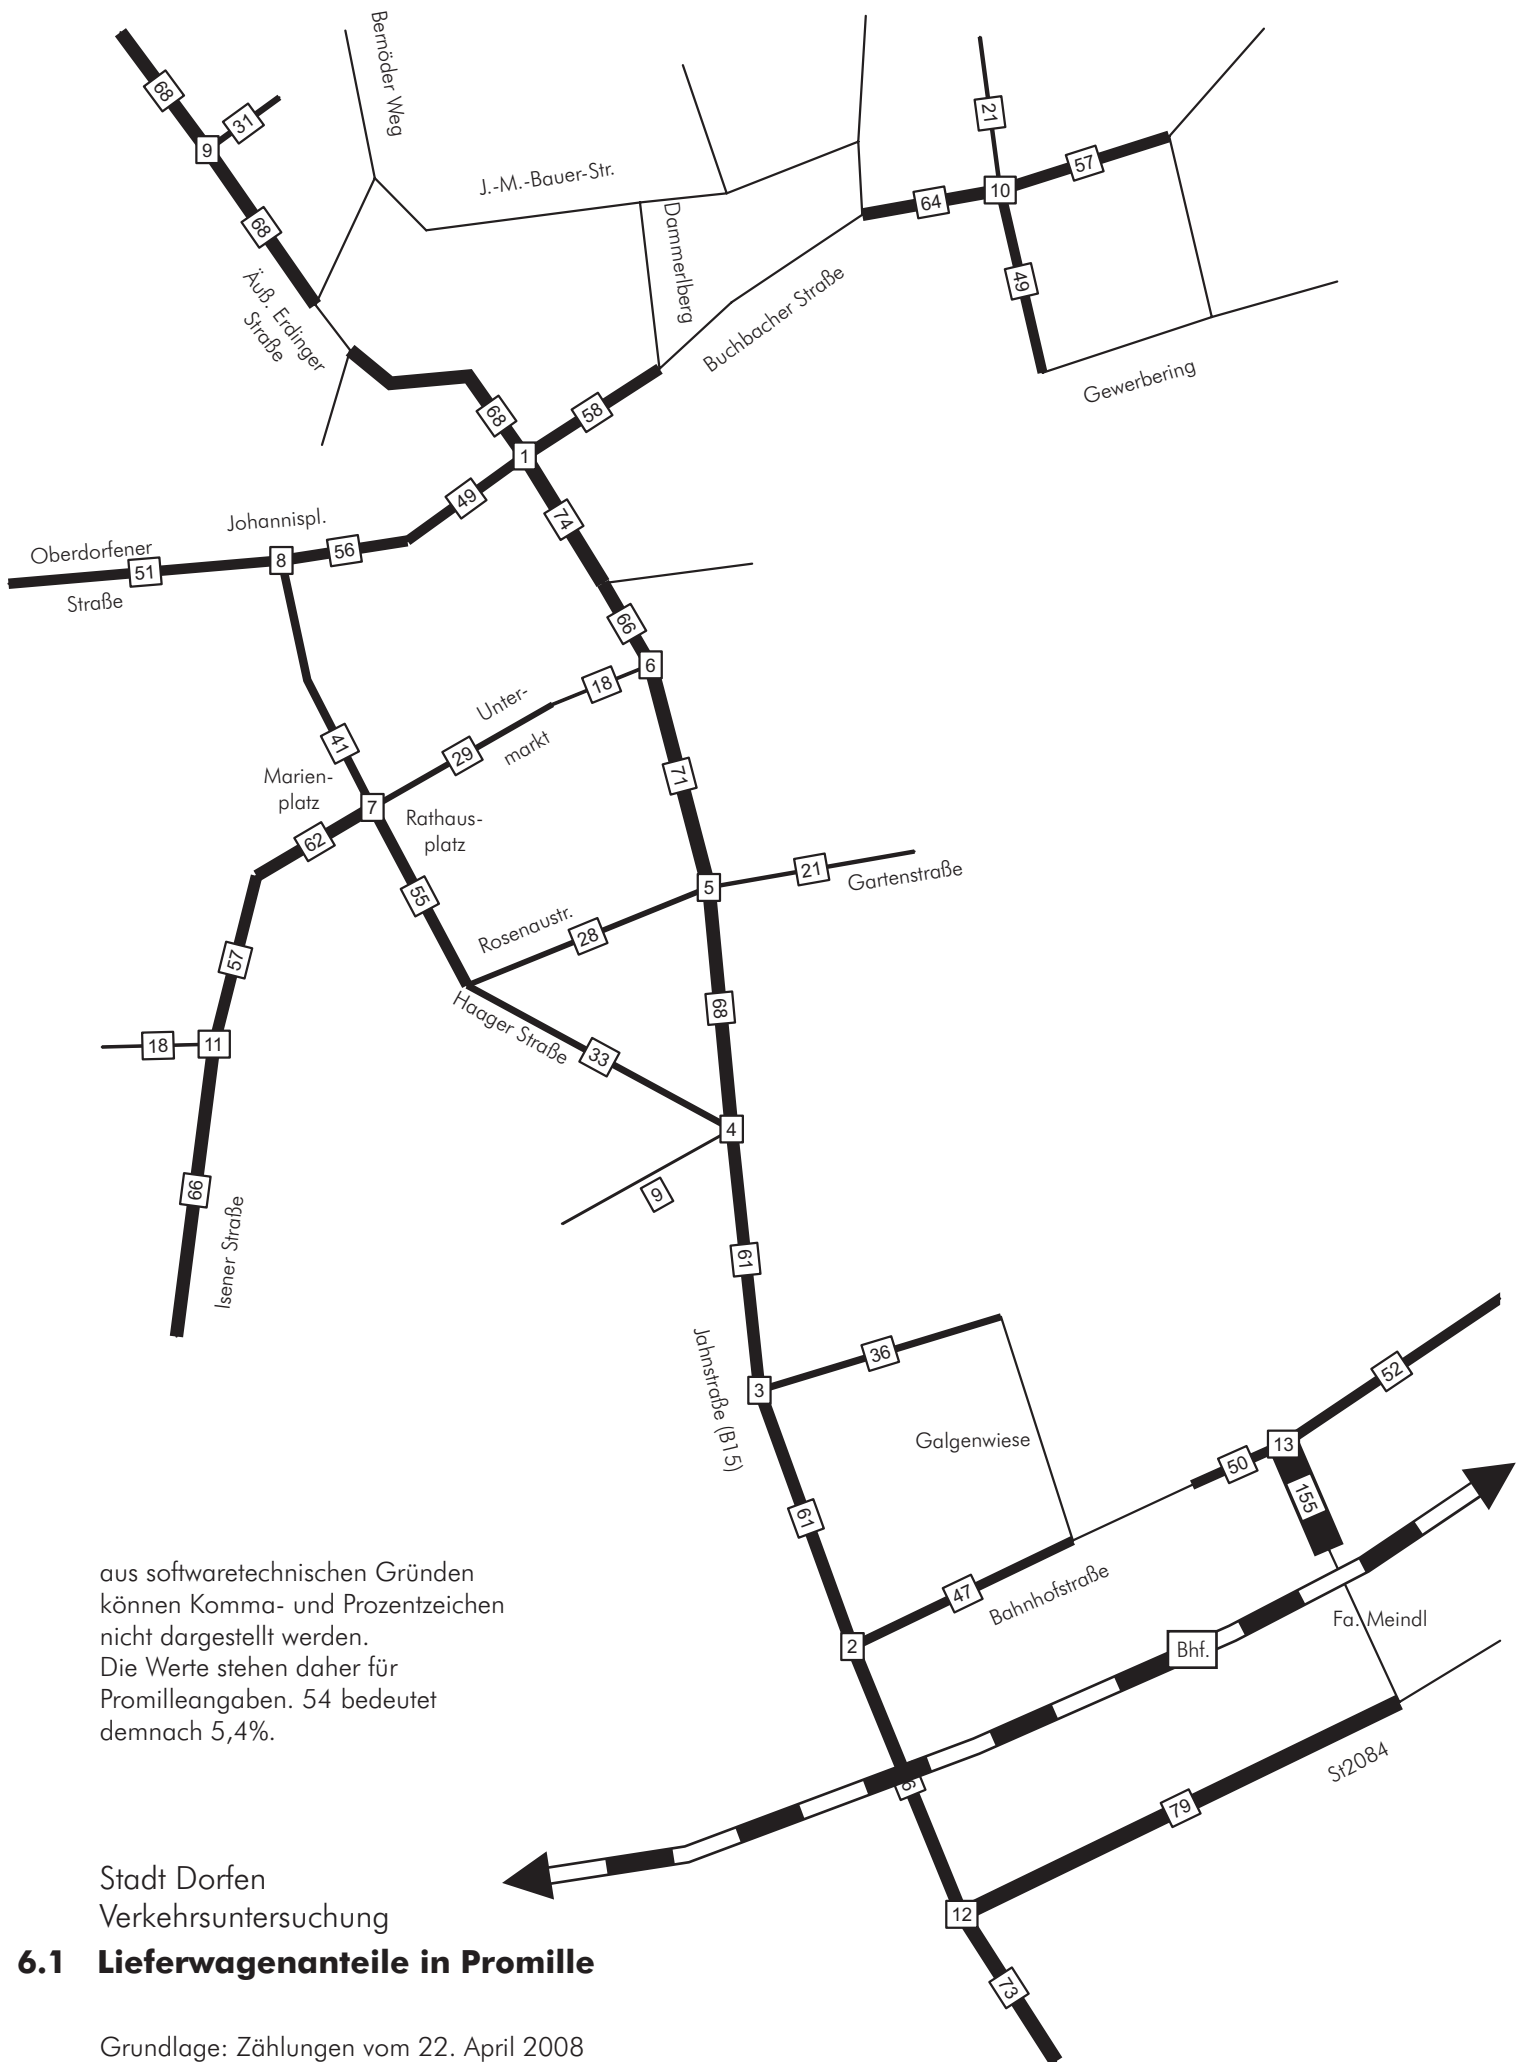 Bernöder Weg
68
31
9
21
57
J.-M.-Bauer-Str.
10
64
Dammerlberg
68
49
Äuß. Erdinger
Straße
Buchbacher Straße
Gewerbering
68
58
1
49
74
Johannispl.
Oberdorfener
56
8
51
Straße
66
6
18
Unter-
29
markt
41
71
Marien-
platz
7
Rathaus-
platz
62
55
21
5
Gartenstraße
Rosenaustr.
28
57
Haager Straße
68
18
11
33
4
66
9
Isener Straße
61
Jahnstraße (B15)
36
3
52
Galgenwiese
13
50
155
61
47
Bahnhofstraße
2
Fa. Meindl
Bhf.
St2084
79
12
73
aus softwaretechnischen Gründen
können Komma- und Prozentzeichen
nicht dargestellt werden.
Die Werte stehen daher für
Promilleangaben. 54 bedeutet
demnach 5,4%.
Stadt Dorfen
Verkehrsuntersuchung
6.1 Lieferwagenanteile in Promille
Grundlage: Zählungen vom 22. April 2008